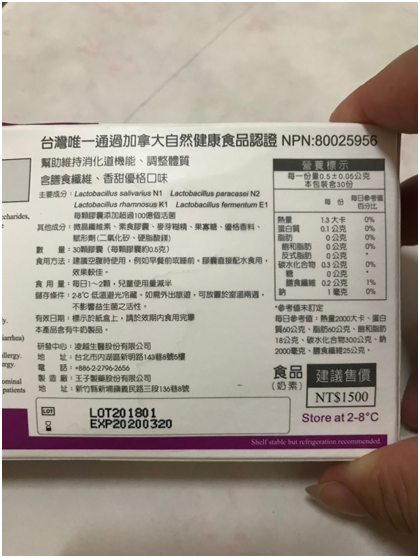 台灣唯一通過加拿大自然健康食品認證 NPN:80025956
幫助維持消化道機能、調整體質
含膳食纖維、香甜優格口味
主要成分：Lactobacillus salivarius N1 Lactobacillus paracasei N2
Lactobacillus rhamnosus K1 Lactobacillus fermentum E1
每顆膠囊添加超過100億個活菌
其他成分：微晶纖維素、素食膠囊、麥芽糊精、果寡糖、優格香料、
賦形劑(二氧化矽、硬脂酸鎂)
數 量：30顆膠囊（每顆膠囊約0.5克）
食用方法：建議空腹時使用，例如早餐前或睡前，膠囊直接配水食用，
效果較佳。
食 用 量：每日1～2顆，兒童使用量減半
儲存條件：2-8℃ 低溫避光冷藏，如需外出旅遊，可放置於室溫兩週，
不影響益生菌之活性。
有效日期：標示於紙盒上，請於效期內食用完畢
本產品含有牛奶製品。
研發中心：凌越生醫股份有限公司
地 址：台北市內湖區新明路143巷8號5樓
電 話：+886-2-2796-2656
製 造 廠：王子製藥股份有限公司
地 址：新竹縣新埔鎮義民路三段136巷8號
LOT LOT201801
EXP20200320
營養標示
每一份量0.5±0.05公克
本包裝含30份
每 份 每日參考值
百分比
熱量 1.3 大卡 0%
蛋白質 0.1 公克 0%
脂肪 0 公克 0%
飽和脂肪 0 公克 0%
反式脂肪 0 公克 *
碳水化合物 0.3 公克 0%
糖 0 公克 *
膳食纖維 0.2 公克 1%
鈉 1 毫克 0%
*參考值未訂定
每日參考值：熱量2000大卡、蛋白
質60公克、脂肪60公克、飽和脂肪
18公克、碳水化合物300公克、鈉
2000毫克、膳食纖維25公克。
食品
(奶素)
建議售價
NT$1500
Store at 2-8°C
Shelf stable but refrigeration recommended.
ccharides,
iarrhea)
allergy.
ergy.
ominal
patients